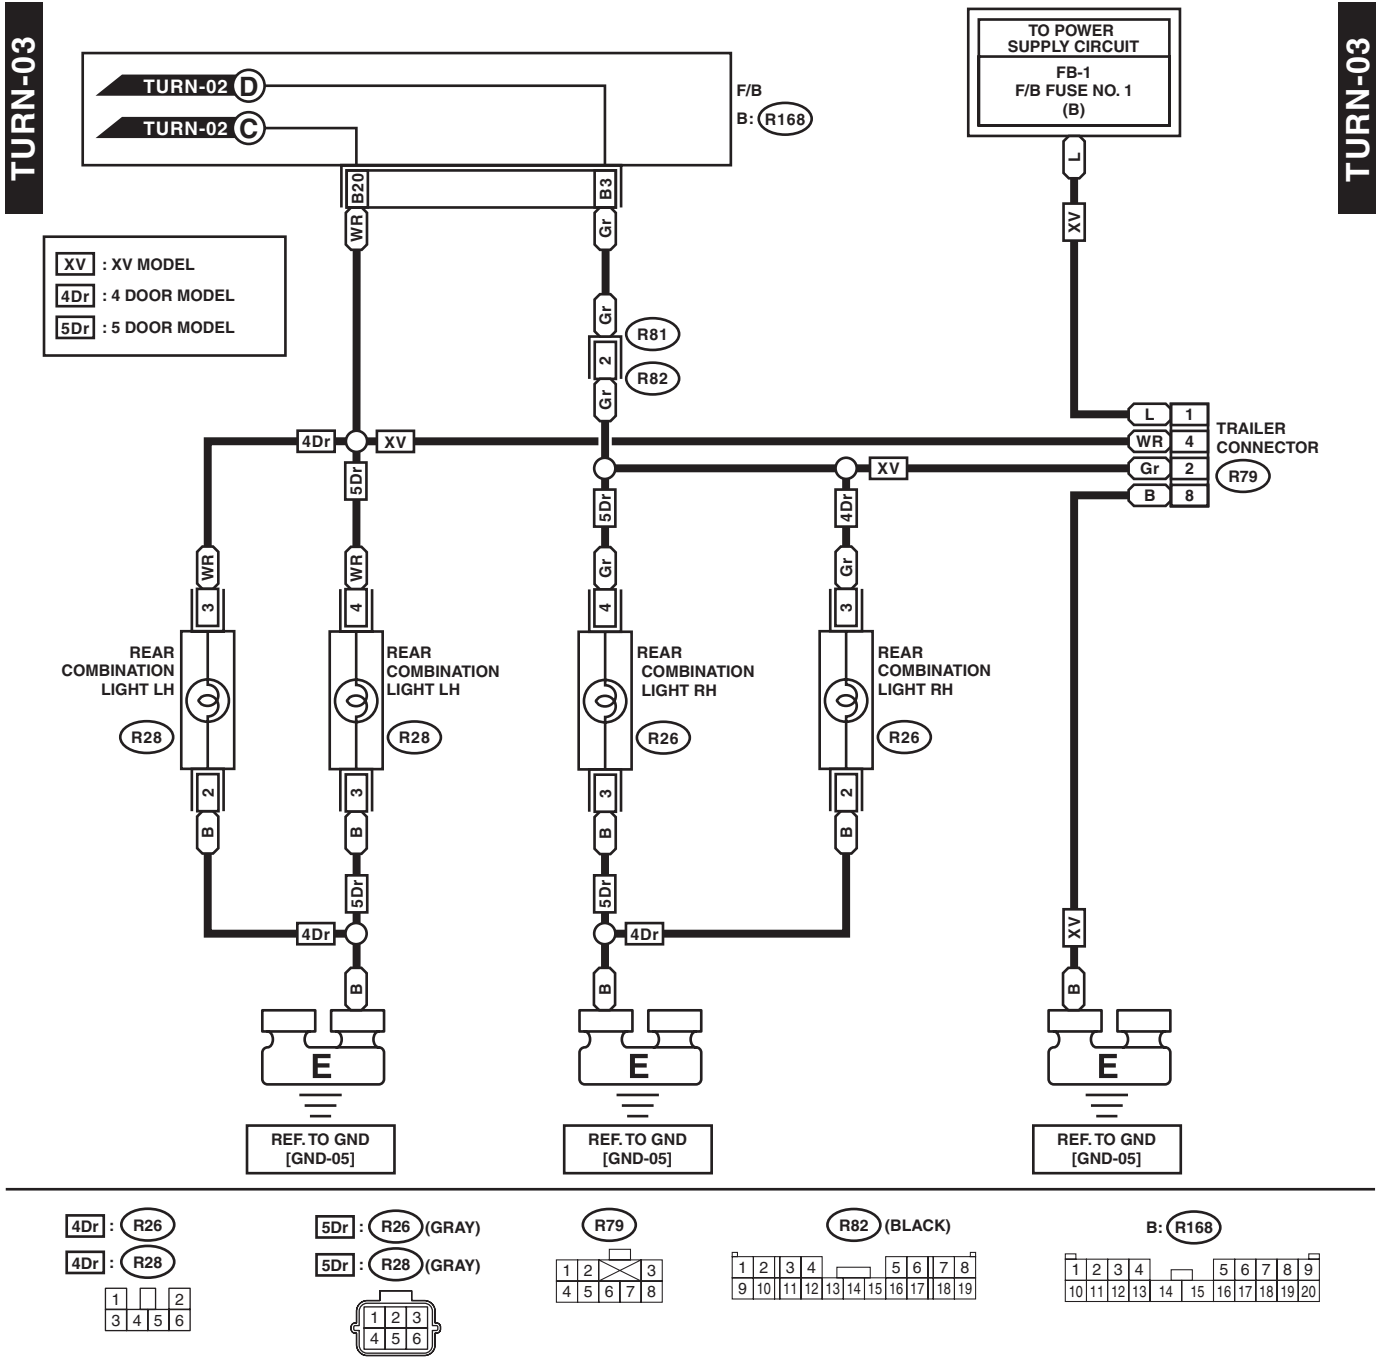 TURN-03
TURN-03
TO POWER
SUPPLY CIRCUIT
FB-1
F/B FUSE NO. 1
(B)
TURN-02 D
TURN-02 C
F/B
B: R168
B20
B3
L
WR
Gr
XV
XV : XV MODEL
4Dr : 4 DOOR MODEL
5Dr : 5 DOOR MODEL
Gr
R81
2
R82
Gr
L 1
WR 4
Gr 2
B 8
TRAILER
CONNECTOR
R79
4Dr
XV
5Dr
XV
5Dr
4Dr
WR
WR
Gr
Gr
3
4
4
3
REAR
COMBINATION
LIGHT LH
R28
REAR
COMBINATION
LIGHT LH
R28
REAR
COMBINATION
LIGHT RH
R26
REAR
COMBINATION
LIGHT RH
R26
2
3
3
2
B
B
B
B
5Dr
5Dr
XV
4Dr
4Dr
B
B
B
E
E
E
REF. TO GND
[GND-05]
REF. TO GND
[GND-05]
REF. TO GND
[GND-05]
4Dr : R26
4Dr : R28
1 2
3 4 5 6
5Dr : R26 (GRAY)
5Dr : R28 (GRAY)
1 2 3
4 5 6
R79
1 2 3
4 5 6 7 8
R82 (BLACK)
1 2 3 4 5 6 7 8
9 10 11 12 13 14 15 16 17 18 19
B: R168
1 2 3 4 5 6 7 8 9
10 11 12 13 14 15 16 17 18 19 20